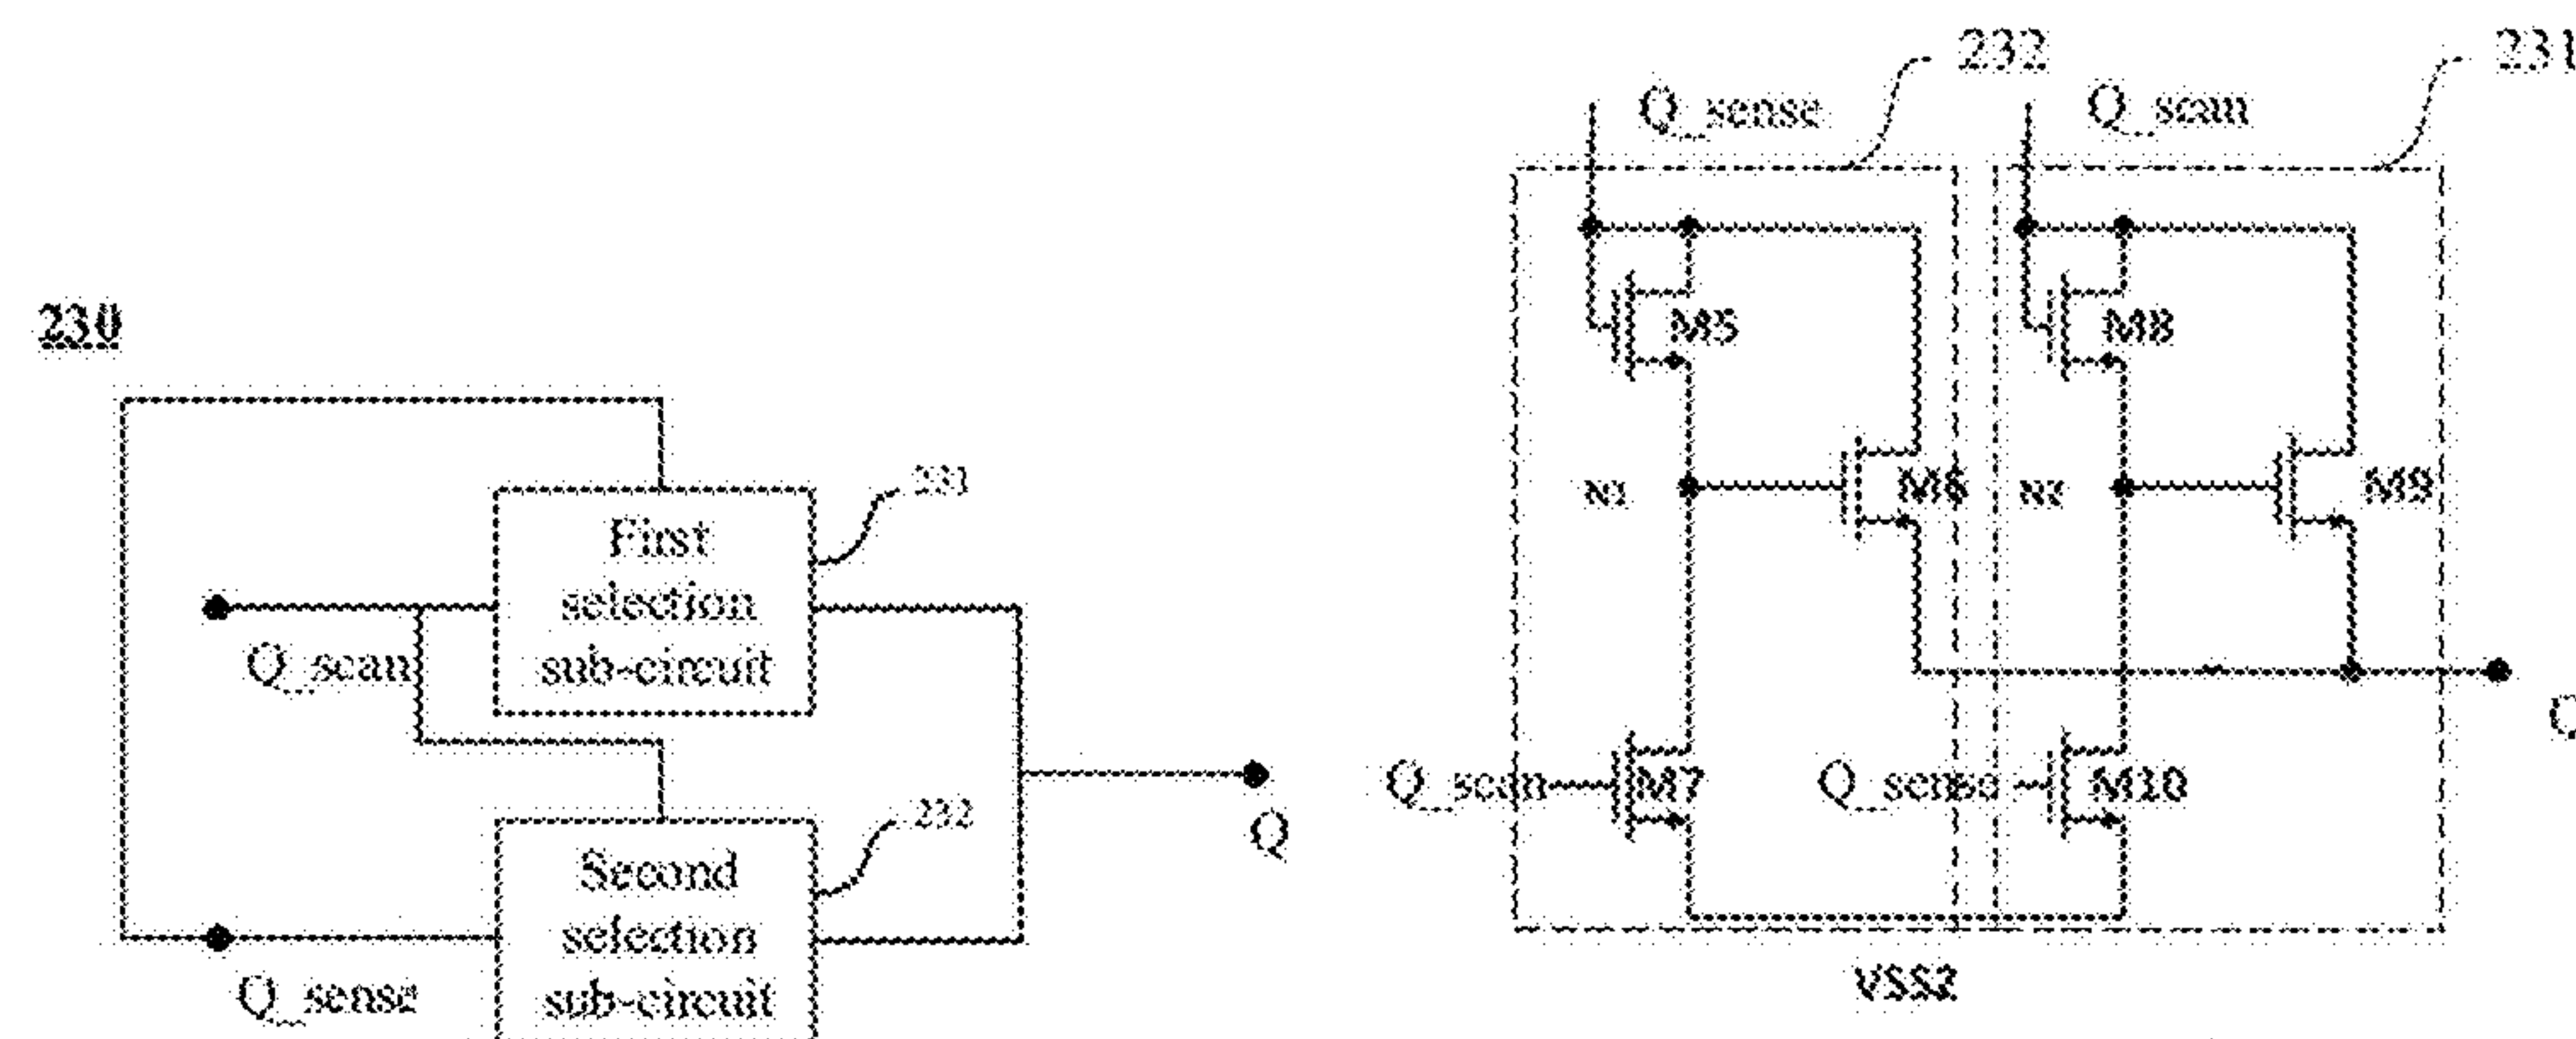 230
231
First
selection
sub-circuit
Q_scan
232
Second
selection
sub-circuit
Q_sense
Q
232
231
Q_sense
Q_scan
M5
M8
N1
M6
N2
M9
Q_scan
M7
Q_sense
M10
VSS2